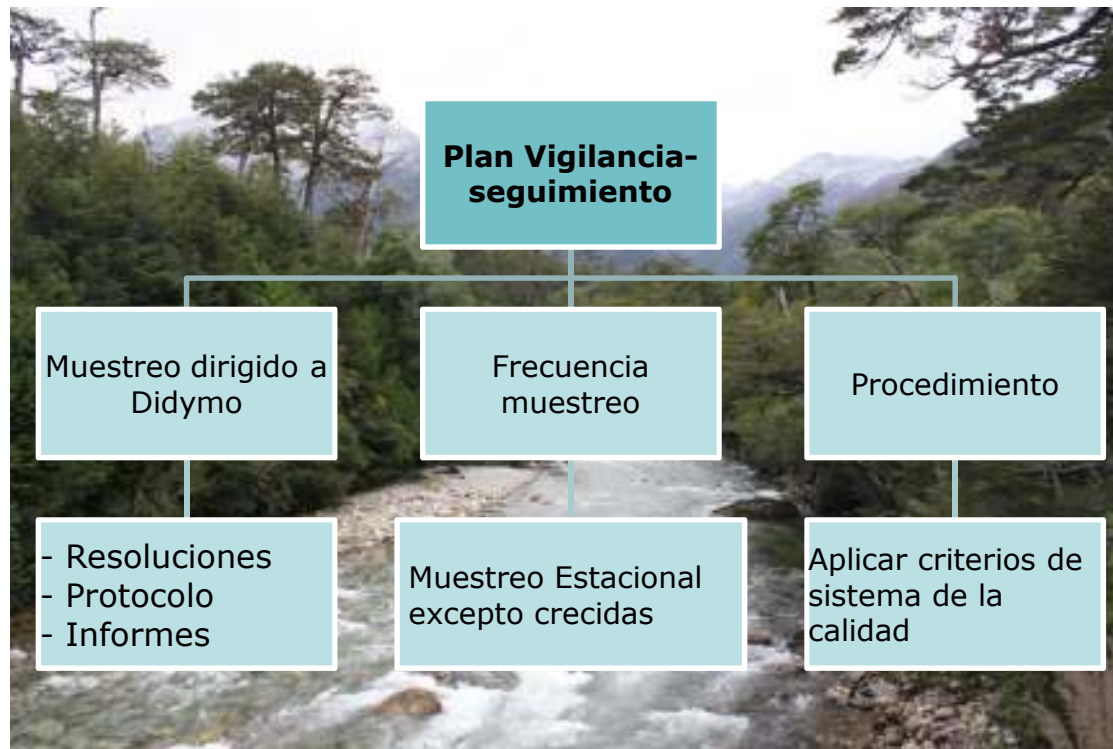 Plan Vigilancia-
seguimiento
Muestreo dirigido a
Didymo
Frecuencia
muestreo
Procedimiento
- Resoluciones
- Protocolo
- Informes
Muestreo Estacional
excepto crecidas
Aplicar criterios de
sistema de la
calidad